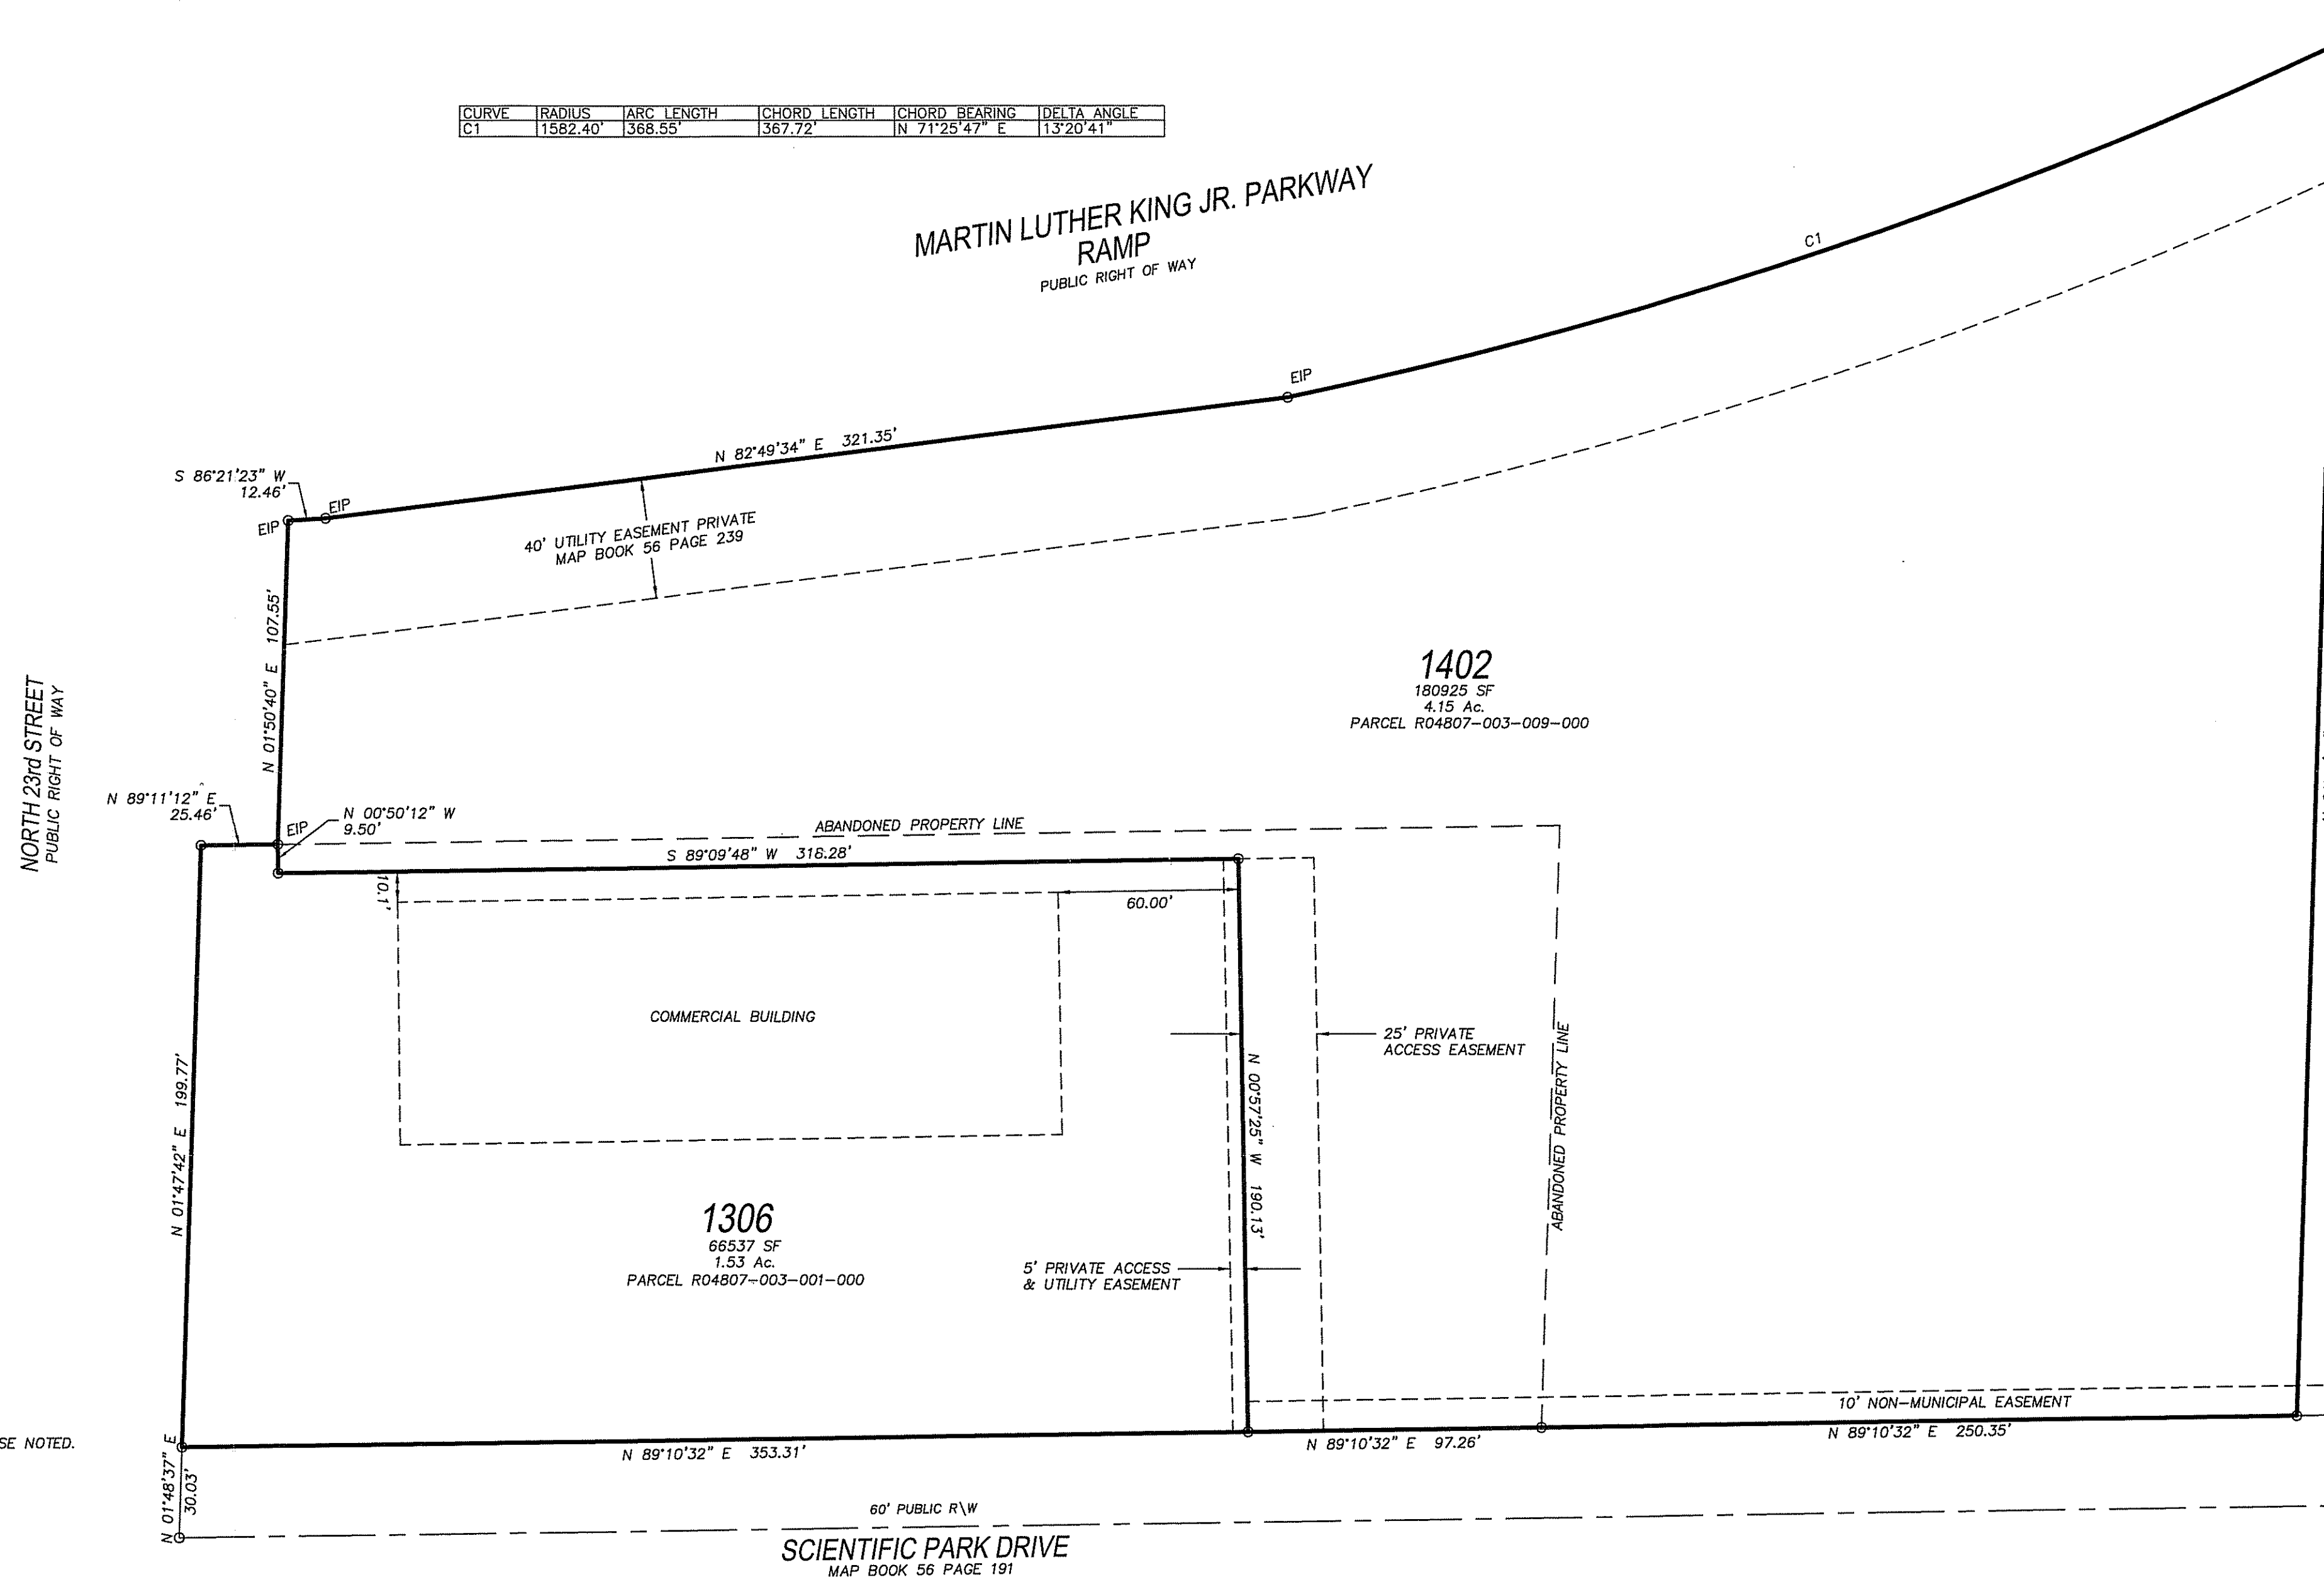 CURVE RADIUS ARC LENGTH CHORD LENGTH CHORD BEARING DELTA ANGLE
C1 1582.40' 368.55' 367.72' N 71°25'47" E 13°20'41"
MARTIN LUTHER KING JR. PARKWAY
RAMP
PUBLIC RIGHT OF WAY
C1
EIP
N 82°49'34" E 321.35'
S 86°21'23" W
12.46'
EIP
EIP
40' UTILITY EASEMENT PRIVATE
MAP BOOK 56 PAGE 239
N 01°50'40" E 107.55'
NORTH 23rd STREET
PUBLIC RIGHT OF WAY
1402
180925 SF
4.15 Ac.
PARCEL R04807-003-009-000
N 89°11'12" E
25.46'
EIP
N 00°50'12" W
9.50'
ABANDONED PROPERTY LINE
S 89°09'48" W 318.28'
10.1'
60.00'
COMMERCIAL BUILDING
25' PRIVATE
ACCESS EASEMENT
ABANDONED PROPERTY LINE
N 00°57'25" W 190.13'
N 01°47'42" E 199.77'
1306
66537 SF
1.53 Ac.
PARCEL R04807-003-001-000
5' PRIVATE ACCESS
& UTILITY EASEMENT
10' NON-MUNICIPAL EASEMENT
SE NOTED.
N 89°10'32" E 353.31'
N 89°10'32" E 97.26'
N 89°10'32" E 250.35'
N 01°48'37" E
30.03'
60' PUBLIC R\W
SCIENTIFIC PARK DRIVE
MAP BOOK 56 PAGE 191